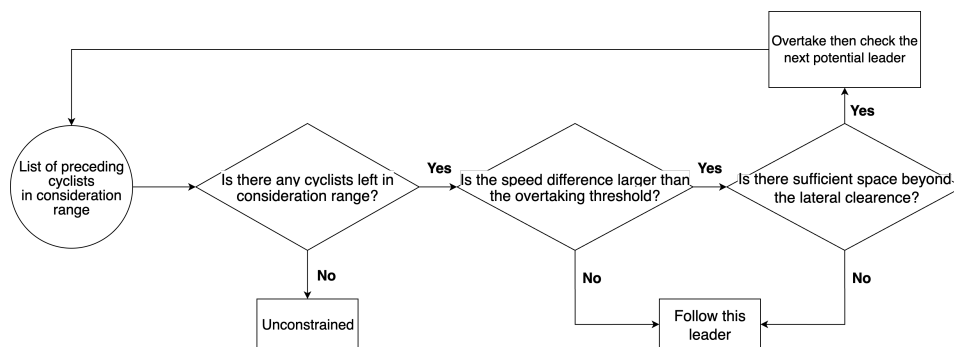 Overtake then check the
next potential leader
Yes
List of preceding
cyclists
in consideration
range
Is there any cyclists left in
consideration range?
Yes
Is the speed difference larger than
the overtaking threshold?
Yes
Is there sufficient space beyond
the lateral clearence?
No
No
No
Unconstrained
Follow this
leader